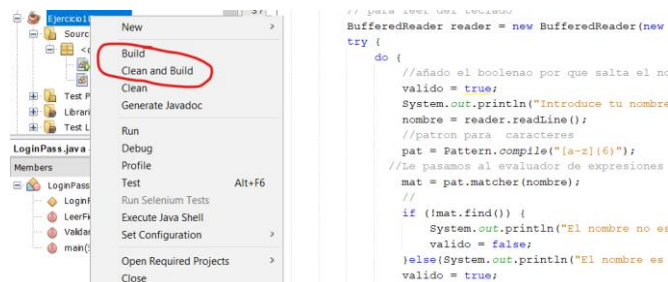 Ejercicio1
Sourc
Test P
Librari
Test L
LoginPass.java
Members
LoginPass
LoginP
LeerFi
Validar
main(S
New
Build
Clean and Build
Clean
Generate Javadoc
Run
Debug
Profile
Test Alt+F6
Run Selenium Tests
Execute Java Shell
Set Configuration
Open Required Projects
Close
// para leer del teclado
BufferedReader reader = new BufferedReader(new
try {
do {
//añado el boolenao por que salta el no
valido = true;
System.out.println("Introduce tu nombre
nombre = reader.readLine();
//patron para caracteres
pat = Pattern.compile("[a-z]{6}");
//Le pasamos al evaluador de expresiones
mat = pat.matcher(nombre);
//
if (!mat.find()) {
System.out.println("El nombre no es
valido = false;
}else{System.out.println("El nombre es
valido = true;